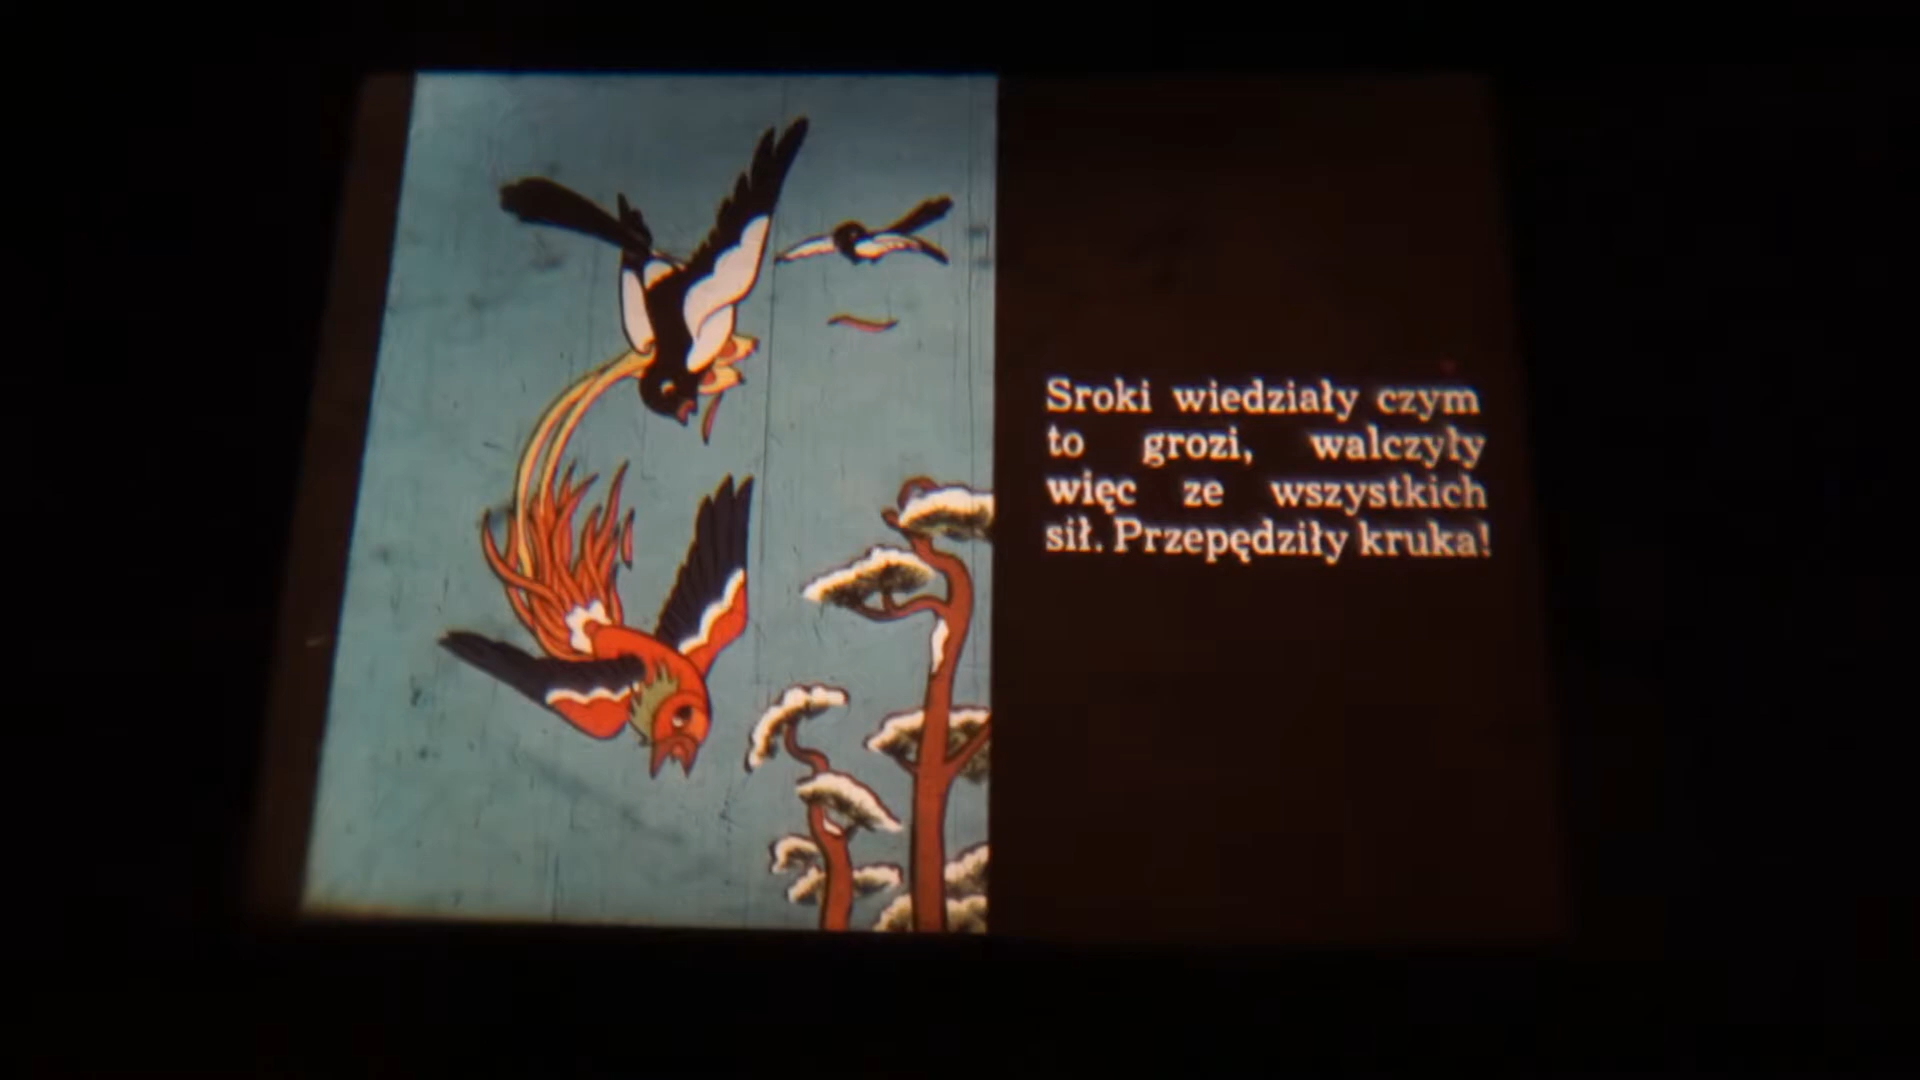 Sroki wiedziały czym
to grozi, walczyły
więc ze wszystkich
sił. Przepędziły kruka!